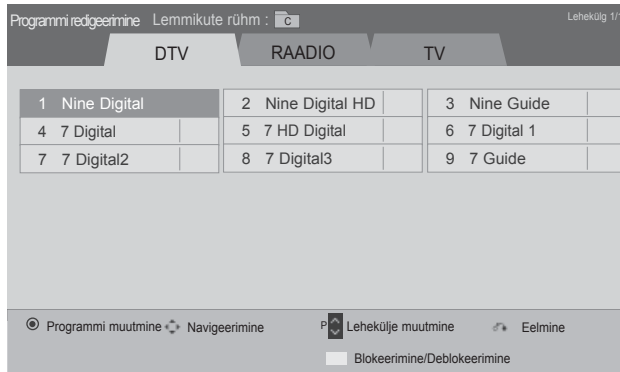 Programmi redigeerimine Lemmikute rühm : C Lehekülg 1/1
DTV RAADIO TV
1 Nine Digital 2 Nine Digital HD 3 Nine Guide
4 7 Digital 5 7 HD Digital 6 7 Digital 1
7 7 Digital2 8 7 Digital3 9 7 Guide
Programmi muutmine Navigeerimine P Lehekülje muutmine Eelmine
Blokeerimine/Deblokeerimine